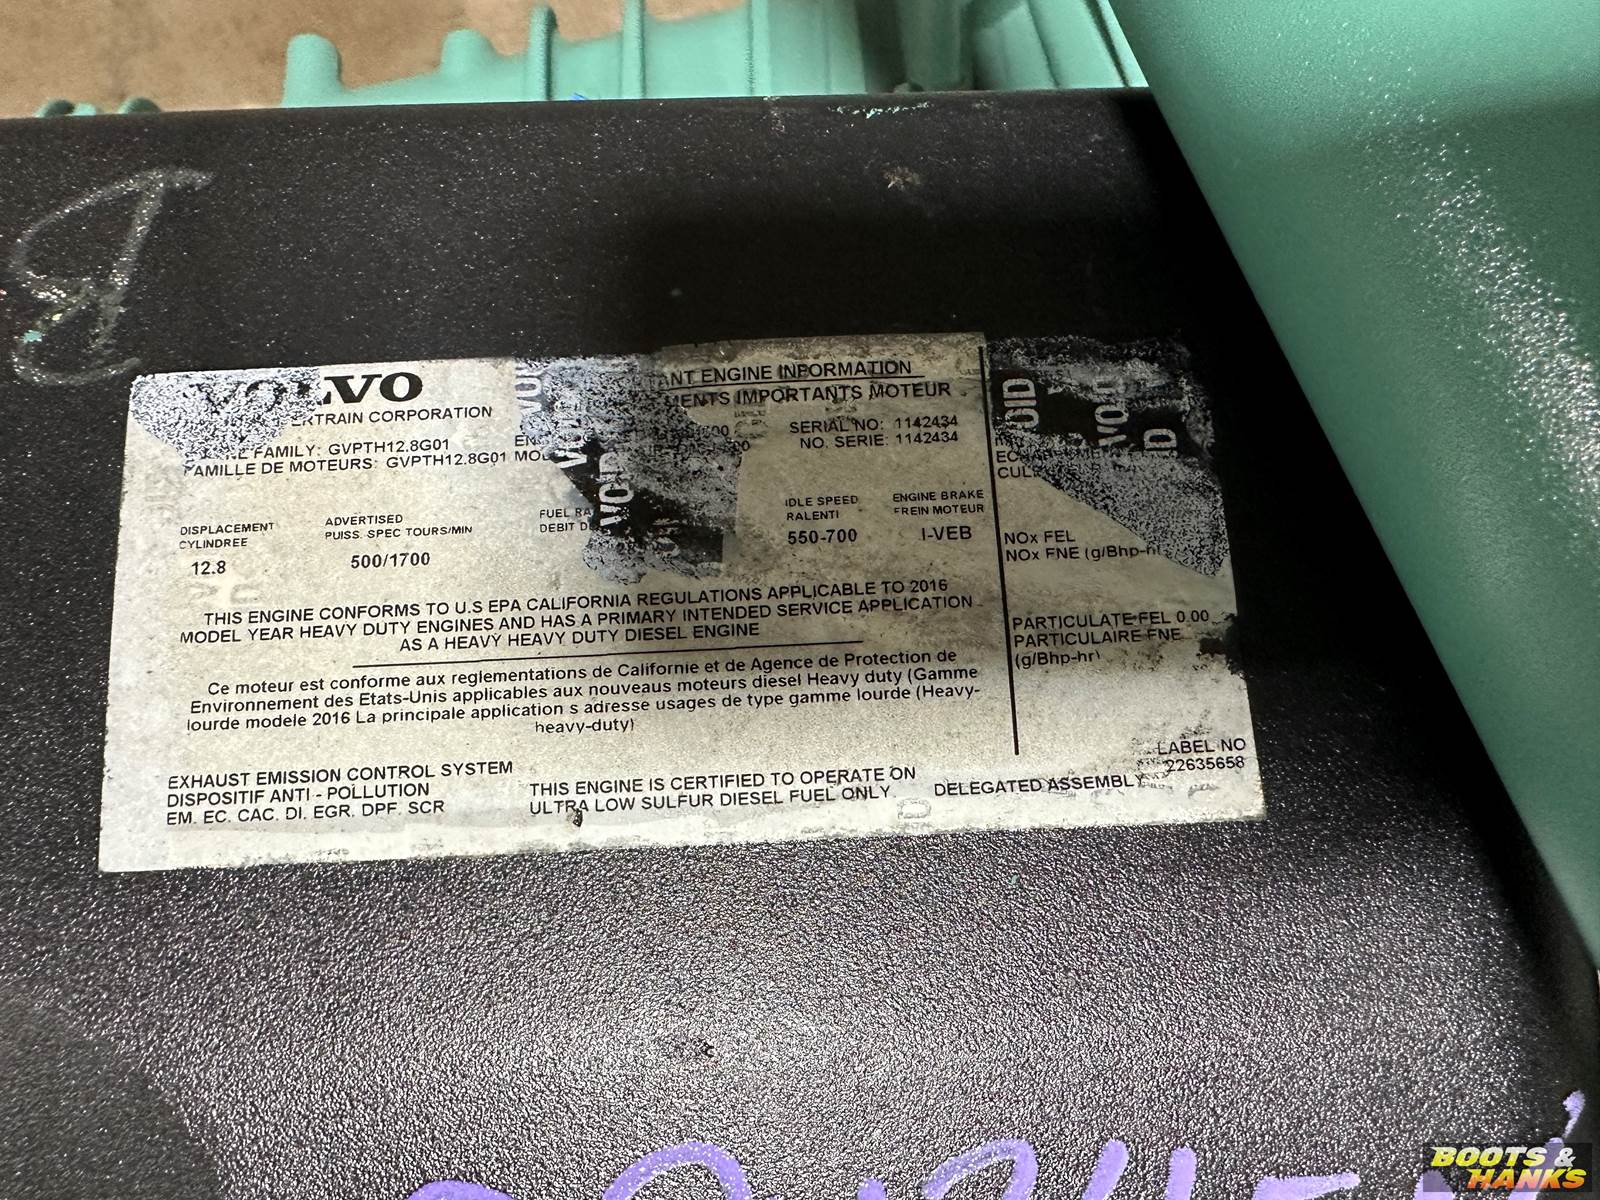 VOLVO
ERTRAIN CORPORATION
ANT ENGINE INFORMATION
MENTS IMPORTANTS MOTEUR
FAMILY: GVPTH12.8G01
FAMILLE DE MOTEURS: GVPTH12.8G01
SERIAL NO: 1142434
NO. SERIE: 1142434
VOID
VOID
VOID
VOID
DISPLACEMENT
CYLINDREE
12.8
ADVERTISED
PUISS. SPEC TOURS/MIN
500/1700
FUEL RA
DEBIT D
IDLE SPEED
RALENTI
550-700
ENGINE BRAKE
FREIN MOTEUR
I-VEB
NOx FEL
NOx FNE (g/Bhp-h
PARTICULATE FEL 0.00
PARTICULAIRE FNE
(g/Bhp-hr)
THIS ENGINE CONFORMS TO U.S EPA CALIFORNIA REGULATIONS APPLICABLE TO 2016
MODEL YEAR HEAVY DUTY ENGINES AND HAS A PRIMARY INTENDED SERVICE APPLICATION
AS A HEAVY HEAVY DUTY DIESEL ENGINE
Ce moteur est conforme aux reglementations de Californie et de Agence de Protection de
Environnement des Etats-Unis applicables aux nouveaus moteurs diesel Heavy duty (Gamme
lourde modele 2016 La principale application s adresse usages de type gamme lourde (Heavy-
heavy-duty)
EXHAUST EMISSION CONTROL SYSTEM
DISPOSITIF ANTI - POLLUTION
EM. EC. CAC. DI. EGR. DPF. SCR
THIS ENGINE IS CERTIFIED TO OPERATE ON
ULTRA LOW SULFUR DIESEL FUEL ONLY
DELEGATED ASSEMBLY
LABEL NO
22635658
BOOTS &
HANKS